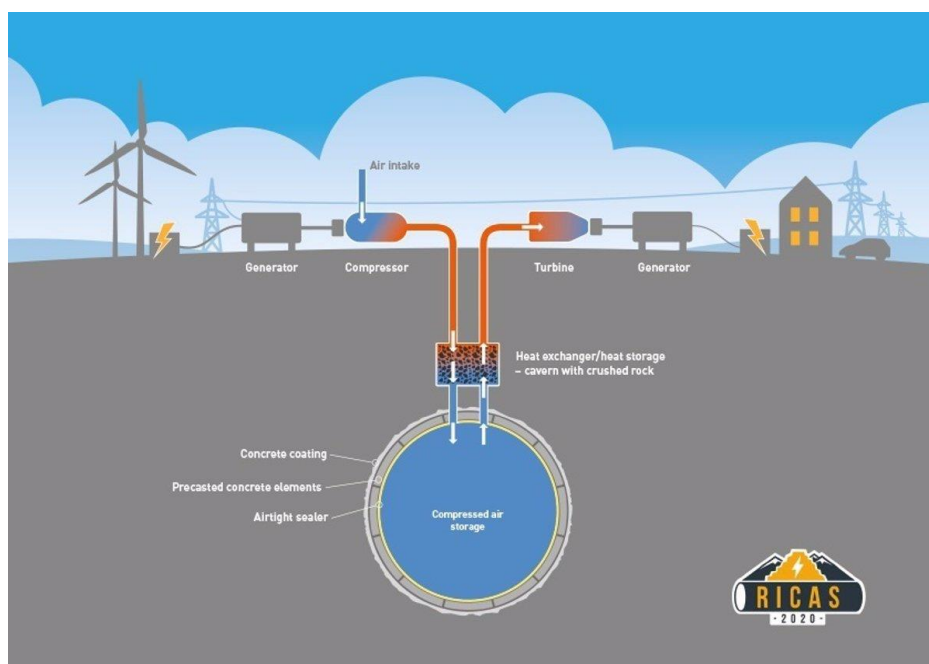 Air intake
Generator
Compressor
Turbine
Generator
Heat exchanger/heat storage
– cavern with crushed rock
Concrete coating
Precasted concrete elements
Airtight sealer
Compressed air
storage
RICAS
- 2020 -